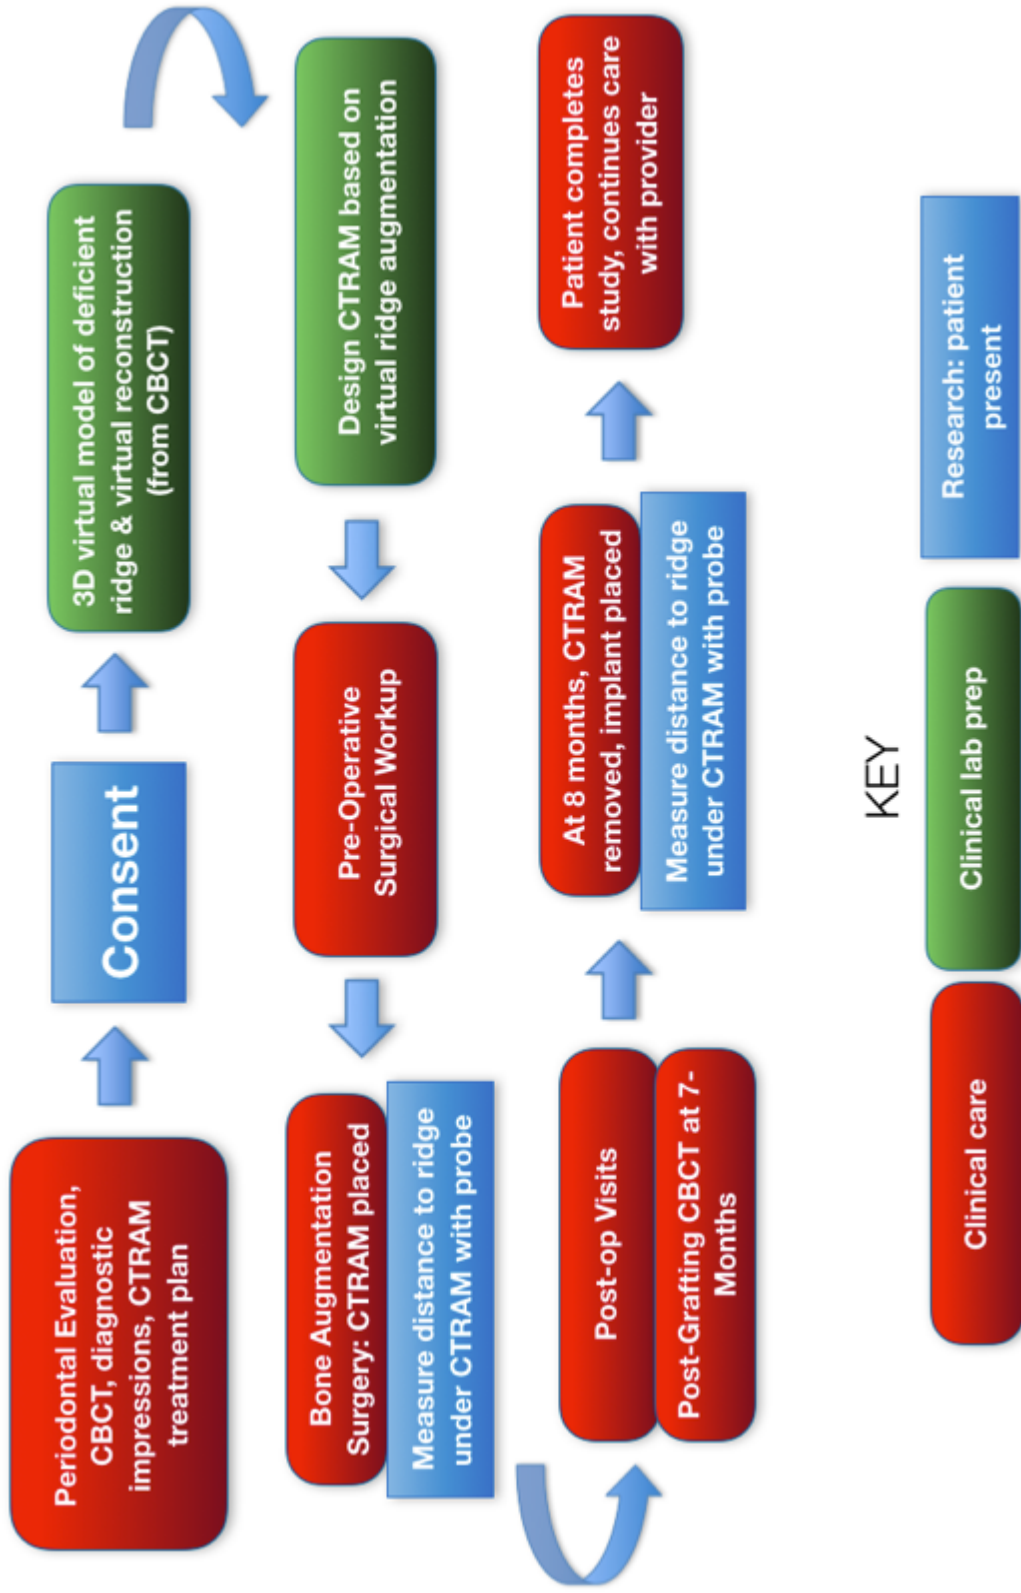 Periodontal Evaluation,
CBCT, diagnostic
impressions, CTRAM
treatment plan
Consent
3D virtual model of deficient
ridge & virtual reconstruction
(from CBCT)
Design CTRAM based on
virtual ridge augmentation
Pre-Operative
Surgical Workup
Bone Augmentation
Surgery: CTRAM placed
Measure distance to ridge
under CTRAM with probe
Post-op Visits
Post-Grafting CBCT at 7-
Months
At 8 months, CTRAM
removed, implant placed
Measure distance to ridge
under CTRAM with probe
Patient completes
study, continues care
with provider
KEY
Clinical care
Clinical lab prep
Research: patient
present